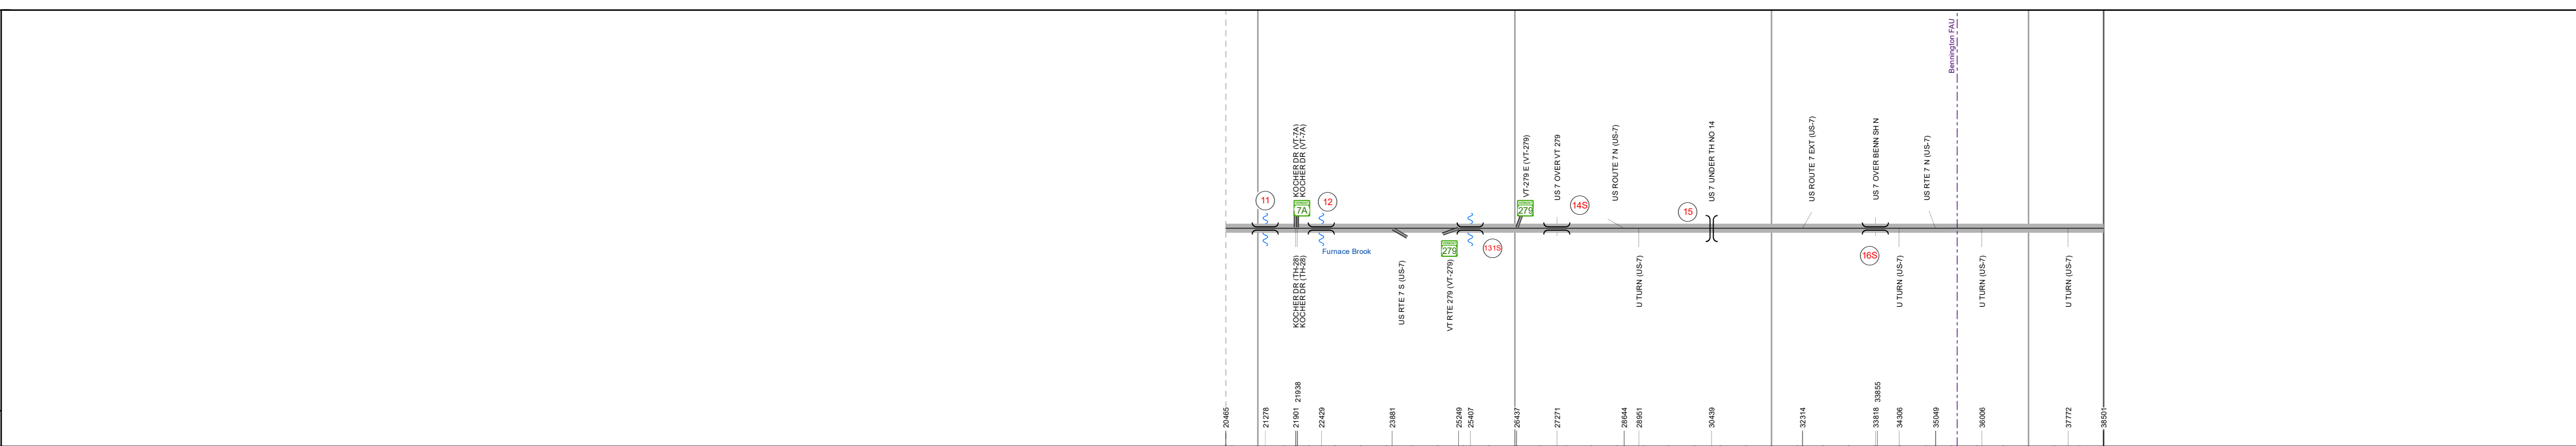 Bennington FAU
KOCHER DR (VT-7A)
KOCHER DR (VT-7A)
VT-279 E (VT-279)
US 7 OVER VT 279
US ROUTE 7 N (US-7)
US 7 UNDER TH NO 14
US ROUTE 7 EXT (US-7)
US 7 OVER BENN SH N
US RTE 7 N (US-7)
11
7A
12
279
14S
15
Furnace Brook
279
131S
16S
KOCHER DR (TH-28)
KOCHER DR (TH-28)
US RTE 7 S (US-7)
VT RTE 279 (VT-279)
U TURN (US-7)
U TURN (US-7)
U TURN (US-7)
U TURN (US-7)
20465
21278
21901
21938
22429
23881
25249
25407
26437
27271
28644
28951
30439
32314
33818
33855
34306
35049
36006
37772
38501